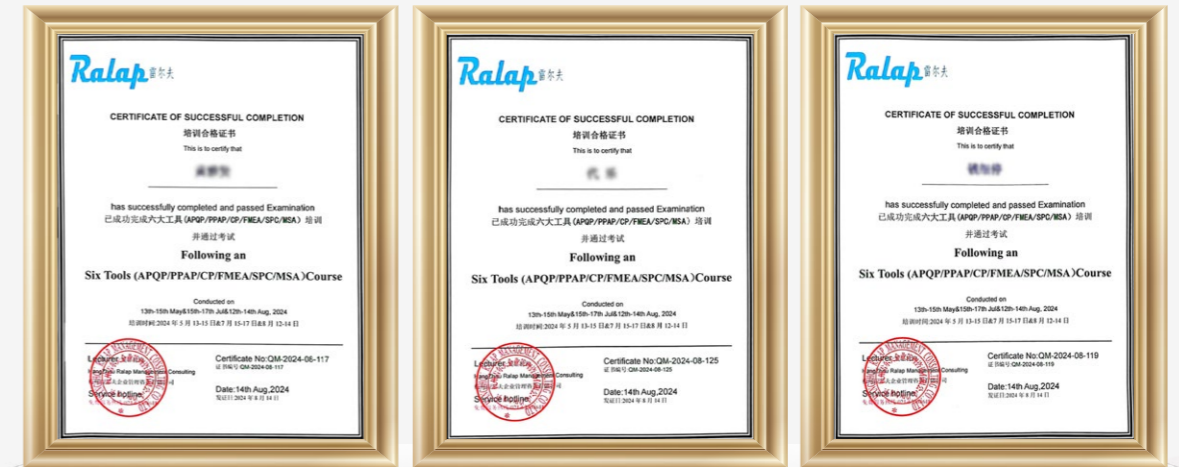 Ralap 雷尔夫
CERTIFICATE OF SUCCESSFUL COMPLETION
培训合格证书
This is to certify that
has successfully completed and passed Examination
已成功完成六大工具(APQP/PPAP/CP/FMEA/SPC/MSA) 培训
并通过考试
Following an
Six Tools (APQP/PPAP/CP/FMEA/SPC/MSA)Course
Conducted on
13th-15th May&15th-17th Jul&12th-14th Aug, 2024
培训时间:2024 年 5 月 13-15 日&7 月 15-17 日&8 月 12-14 日
Lecturer:
Ralap Management Consulting
Service hotline:
Certificate No:QM-2024-08-117
证书编号:QM-2024-08-117
Date:14th Aug,2024
发证日:2024 年 8 月 14 日
Ralap 雷尔夫
CERTIFICATE OF SUCCESSFUL COMPLETION
培训合格证书
This is to certify that
has successfully completed and passed Examination
已成功完成六大工具(APQP/PPAP/CP/FMEA/SPC/MSA) 培训
并通过考试
Following an
Six Tools (APQP/PPAP/CP/FMEA/SPC/MSA)Course
Conducted on
13th-15th May&15th-17th Jul&12th-14th Aug, 2024
培训时间:2024 年 5 月 13-15 日&7 月 15-17 日&8 月 12-14 日
Lecturer:
Ralap Management Consulting
Service hotline:
Certificate No:QM-2024-08-125
证书编号:QM-2024-08-125
Date:14th Aug,2024
发证日:2024 年 8 月 14 日
Ralap 雷尔夫
CERTIFICATE OF SUCCESSFUL COMPLETION
培训合格证书
This is to certify that
has successfully completed and passed Examination
已成功完成六大工具(APQP/PPAP/CP/FMEA/SPC/MSA) 培训
并通过考试
Following an
Six Tools (APQP/PPAP/CP/FMEA/SPC/MSA)Course
Conducted on
13th-15th May&15th-17th Jul&12th-14th Aug, 2024
培训时间:2024 年 5 月 13-15 日&7 月 15-17 日&8 月 12-14 日
Lecturer:
Ralap Management Consulting
Service hotline:
Certificate No:QM-2024-08-119
证书编号:QM-2024-08-119
Date:14th Aug,2024
发证日:2024 年 8 月 14 日